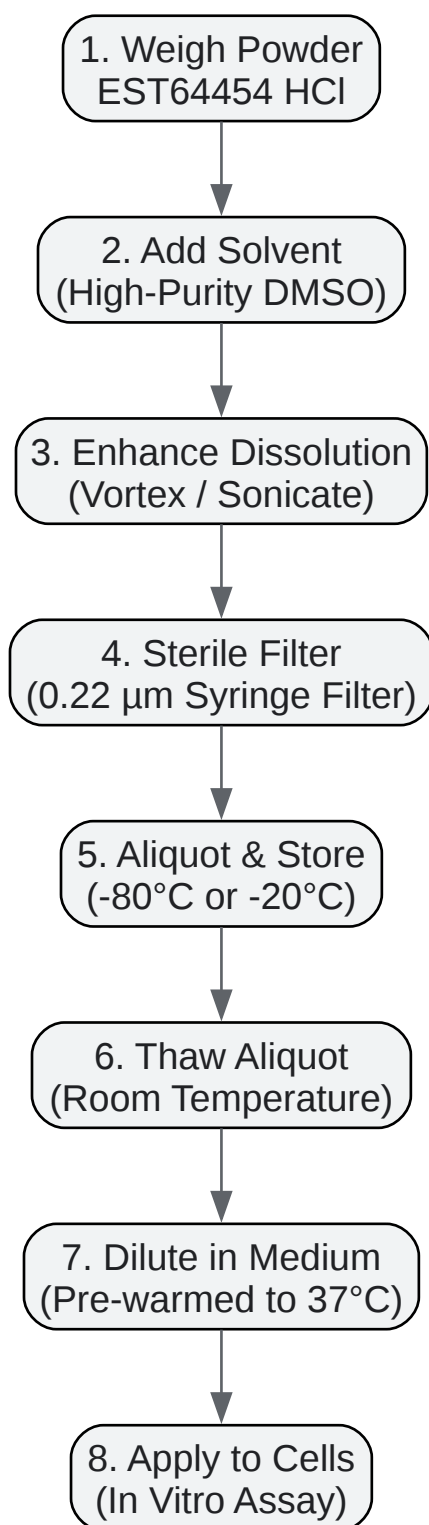 1. Weigh Powder
EST64454 HCl
2. Add Solvent
(High-Purity DMSO)
3. Enhance Dissolution
(Vortex / Sonicate)
4. Sterile Filter
(0.22 µm Syringe Filter)
5. Aliquot & Store
(-80°C or -20°C)
6. Thaw Aliquot
(Room Temperature)
7. Dilute in Medium
(Pre-warmed to 37°C)
8. Apply to Cells
(In Vitro Assay)